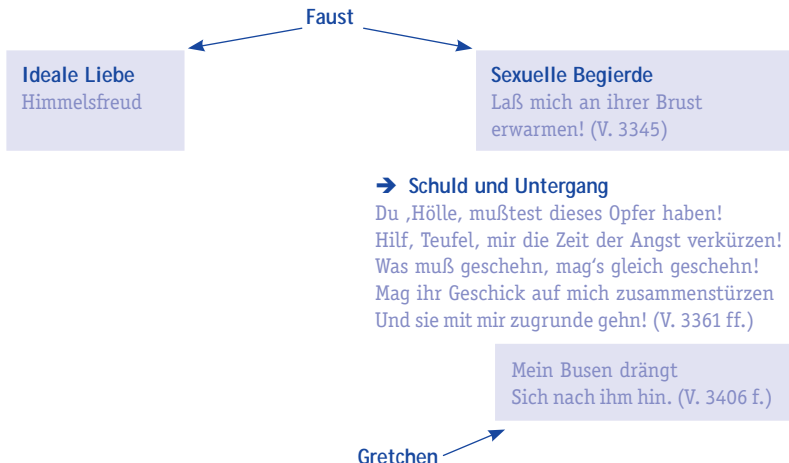 Faust
Ideale Liebe
Himmelsfreud
Sexuelle Begierde
Laß mich an ihrer Brust
erwarmen! (V. 3345)
➔ Schuld und Untergang
Du ‚Hölle, mußtest dieses Opfer haben!
Hilf, Teufel, mir die Zeit der Angst verkürzen!
Was muß geschehn, mag's gleich geschehn!
Mag ihr Geschick auf mich zusammenstürzen
Und sie mit mir zugrunde gehn! (V. 3361 ff.)
Mein Busen drängt
Sich nach ihm hin. (V. 3406 f.)
Gretchen